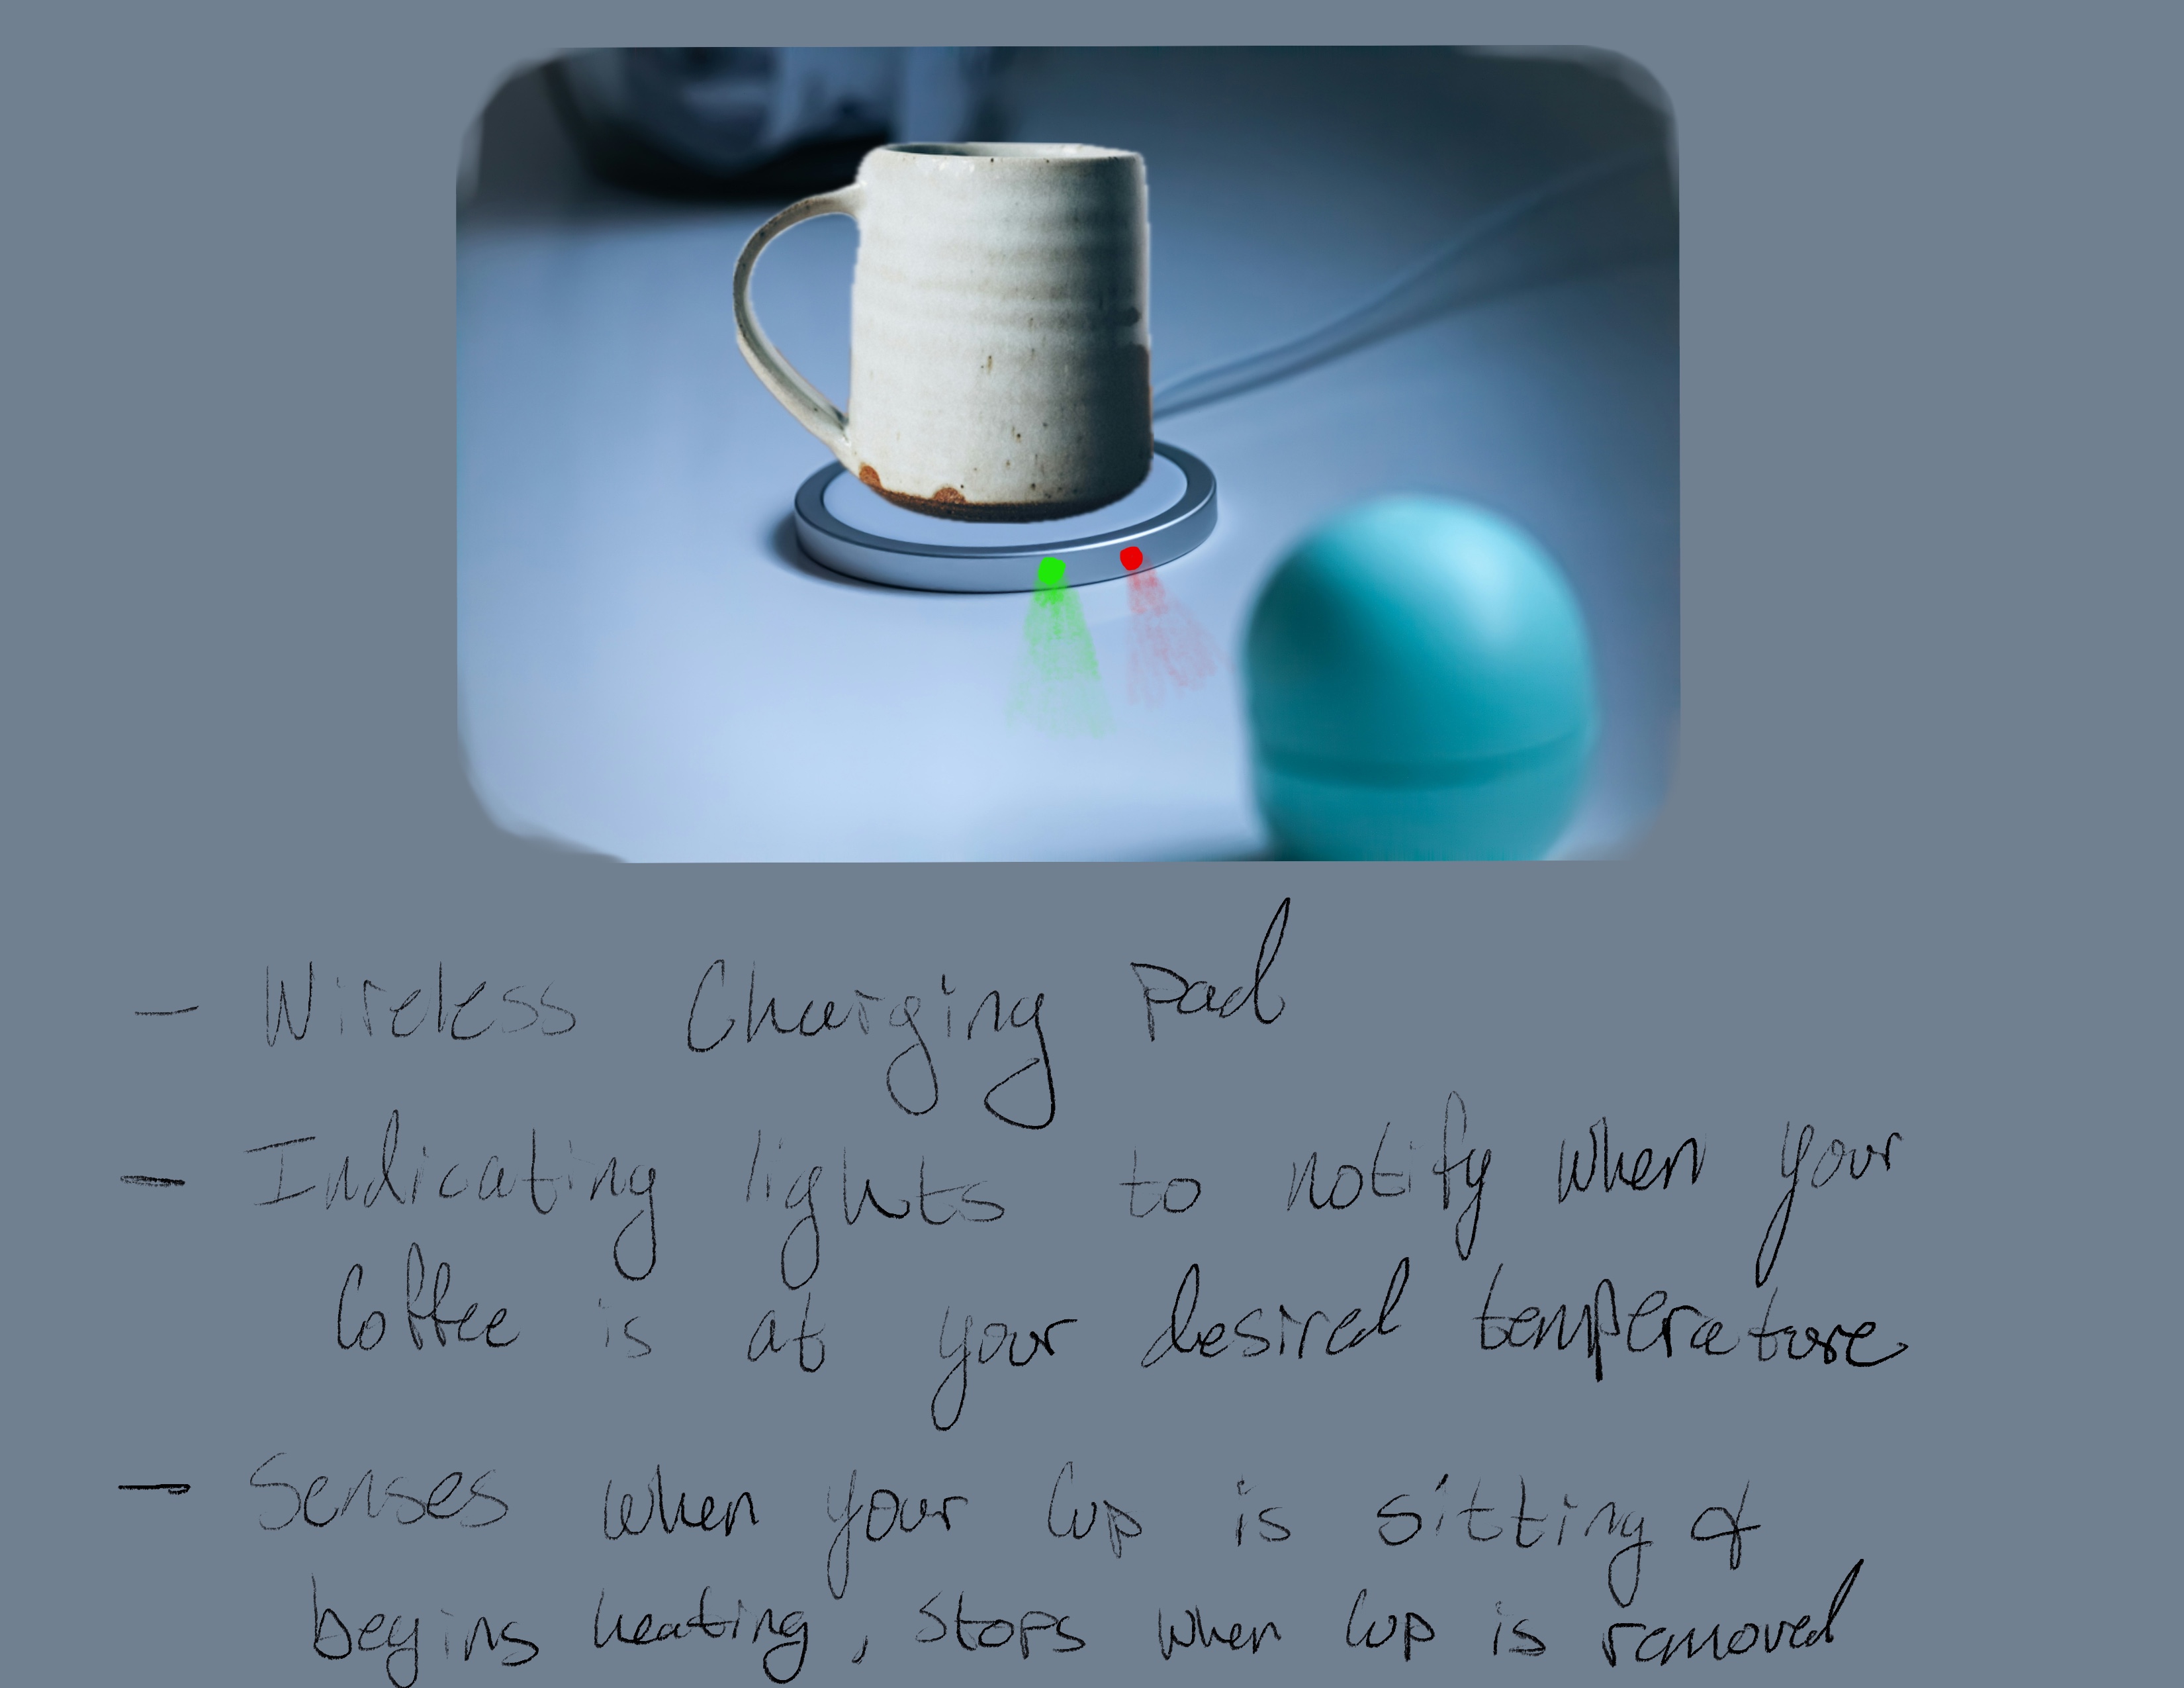 - Wireless Charging Pad
- Indicating lights to notify when your
Coffee is at your desired temperature
- Senses when your Cup is sitting &
begins heating, stops when Cup is removed